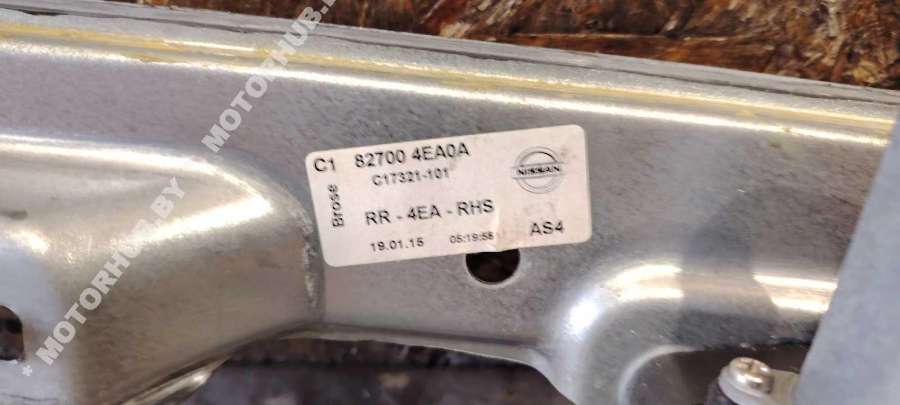 C1 82700 4EA0A
C17321-101
Brose
NISSAN
RR - 4EA - RHS
19.01.15 05:19:58 AS4
* MOTORHUB.BY * MOTORHUB.